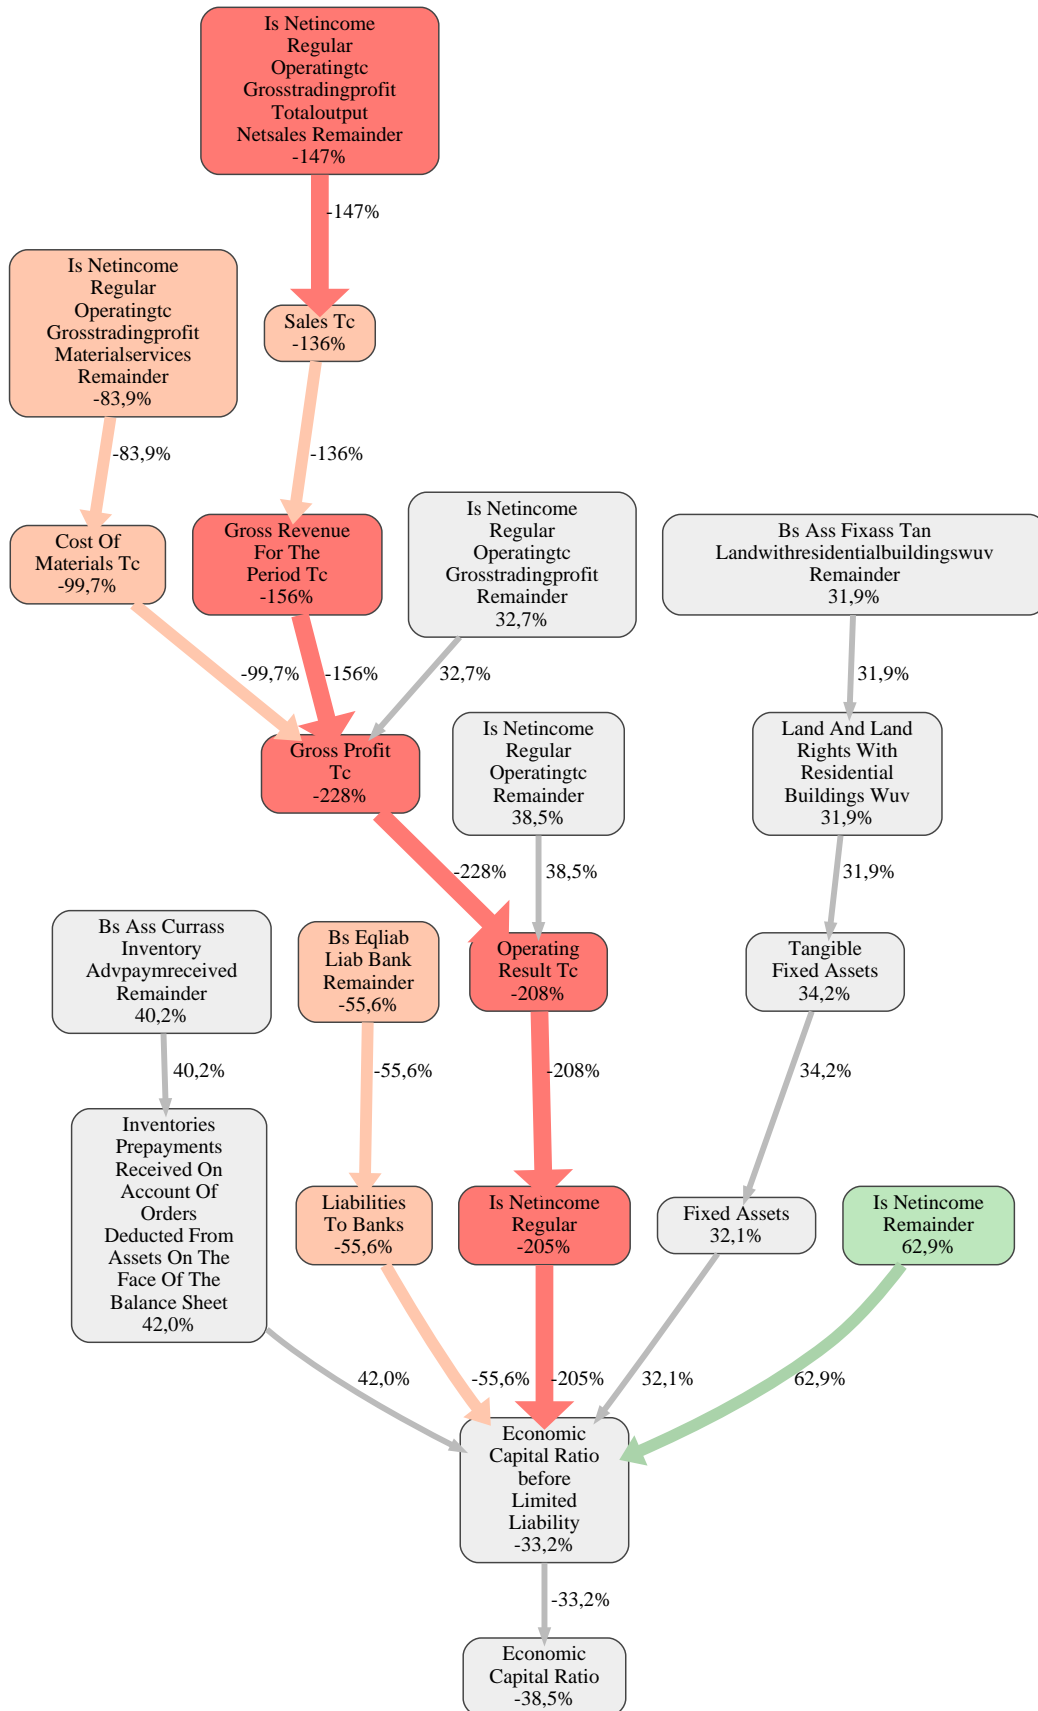 Is Netincome
Regular
Operatingtc
Grosstradingprofit
Totaloutput
Netsales Remainder
-147%
-147%
Is Netincome
Regular
Operatingtc
Grosstradingprofit
Materialservices
Remainder
-83,9%
Sales Tc
-136%
-83,9%
-136%
Cost Of
Materials Tc
-99,7%
Gross Revenue
For The
Period Tc
-156%
Is Netincome
Regular
Operatingtc
Grosstradingprofit
Remainder
32,7%
Bs Ass Fixass Tan
Landwithresidentialbuildingswuv
Remainder
31,9%
-99,7%
-156%
32,7%
31,9%
Gross Profit
Tc
-228%
Is Netincome
Regular
Operatingtc
Remainder
38,5%
Land And Land
Rights With
Residential
Buildings Wuv
31,9%
-228%
38,5%
31,9%
Bs Ass Currass
Inventory
Advpaymreceived
Remainder
40,2%
Bs Eqliab
Liab Bank
Remainder
-55,6%
Operating
Result Tc
-208%
Tangible
Fixed Assets
34,2%
40,2%
-55,6%
-208%
34,2%
Inventories
Prepayments
Received On
Account Of
Orders
Deducted From
Assets On The
Face Of The
Balance Sheet
42,0%
Liabilities
To Banks
-55,6%
Is Netincome
Regular
-205%
Fixed Assets
32,1%
Is Netincome
Remainder
62,9%
42,0%
-55,6%
-205%
32,1%
62,9%
Economic
Capital Ratio
before
Limited
Liability
-33,2%
-33,2%
Economic
Capital Ratio
-38,5%